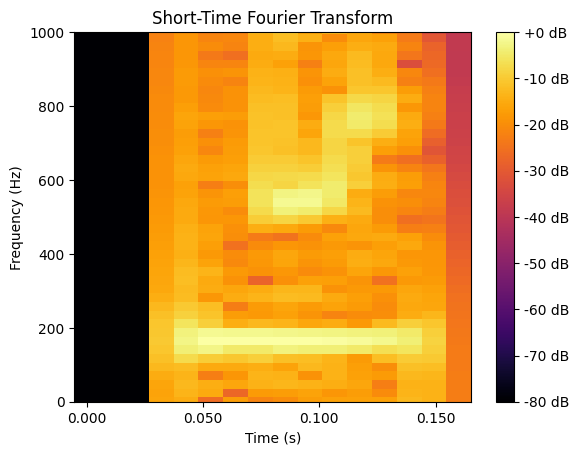 Short-Time Fourier Transform
Frequency (Hz)
1000
800
600
400
200
0
0.000
0.050
0.100
0.150
Time (s)
+0 dB
-10 dB
-20 dB
-30 dB
-40 dB
-50 dB
-60 dB
-70 dB
-80 dB